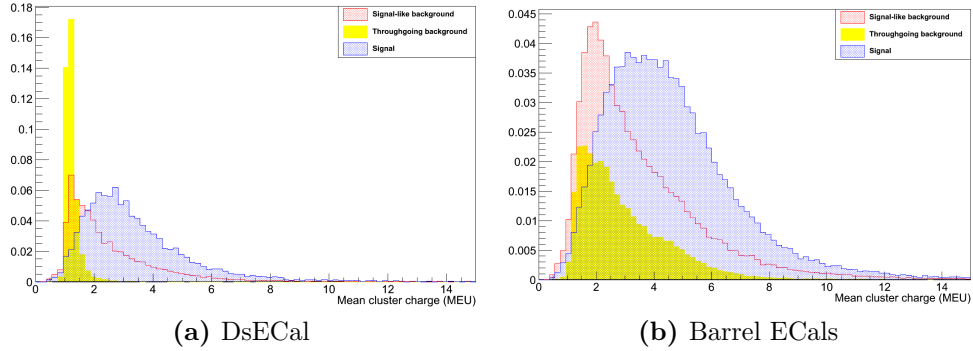 0.18
0.16
0.14
0.12
0.1
0.08
0.06
0.04
0.02
0
0 2 4 6 8 10 12 14
Mean cluster charge (MEU)
Signal-like background
Throughgoing background
Signal
(a) DsECal
0.045
0.04
0.035
0.03
0.025
0.02
0.015
0.01
0.005
0
0 2 4 6 8 10 12 14
Mean cluster charge (MEU)
Signal-like background
Throughgoing background
Signal
(b) Barrel ECals